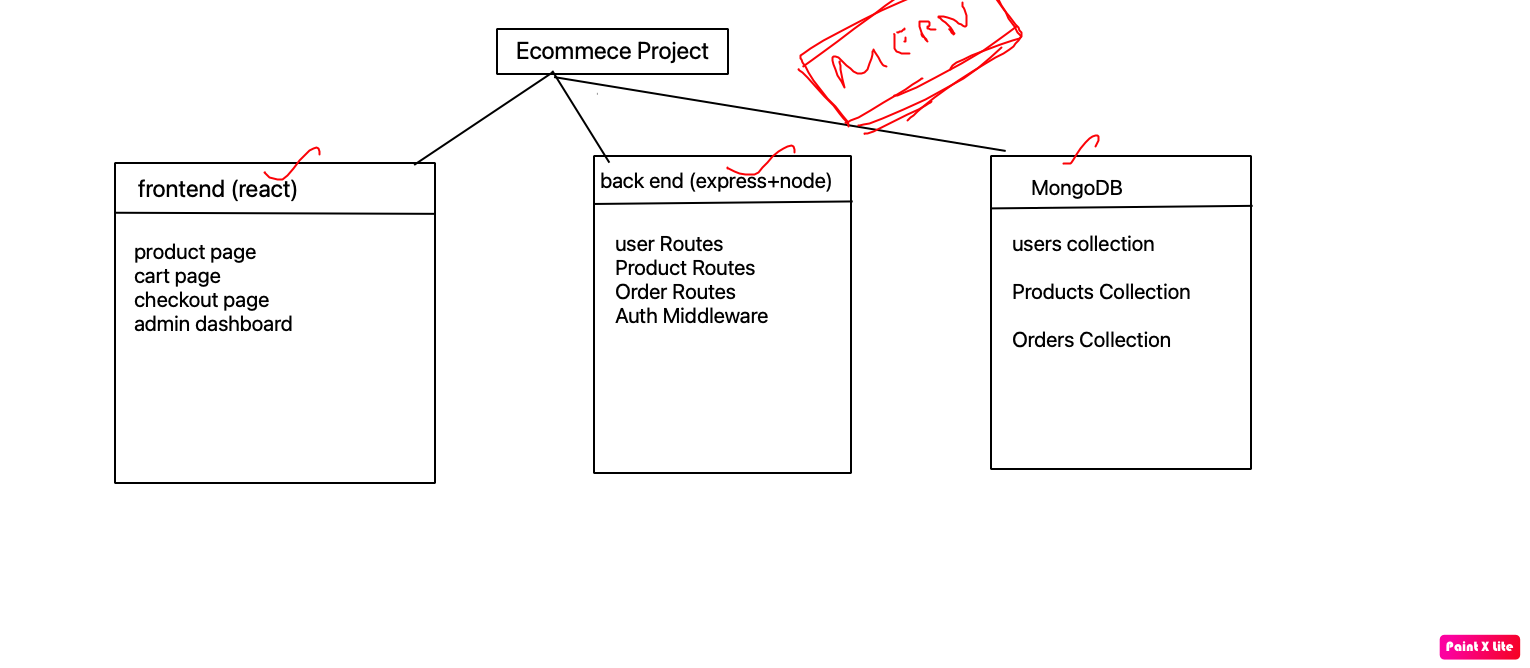 Ecommece Project
MERN
frontend (react)
product page
cart page
checkout page
admin dashboard
back end (express+node)
user Routes
Product Routes
Order Routes
Auth Middleware
MongoDB
users collection
Products Collection
Orders Collection
Paint X Lite